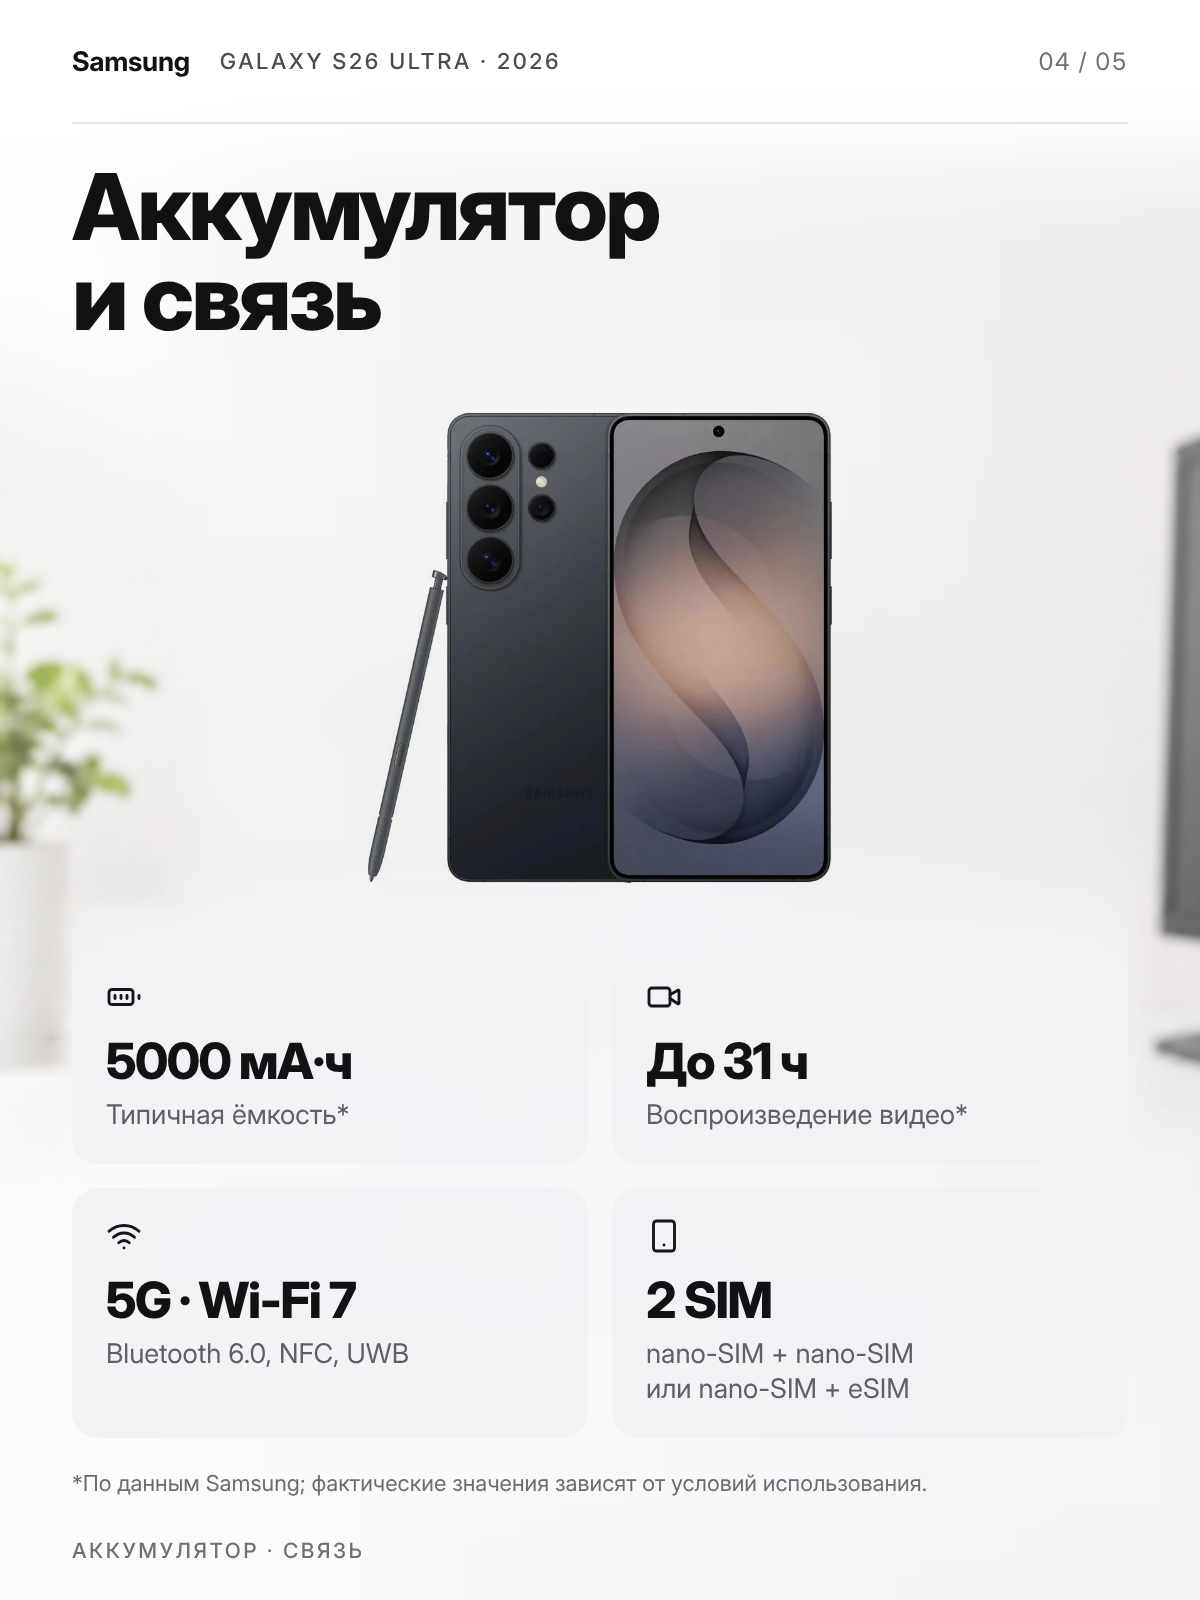 Samsung GALAXY S26 ULTRA · 2026 04 / 05
Аккумулятор
и связь
SAMSUNG
5000 мА·ч
Типичная ёмкость*
До 31 ч
Воспроизведение видео*
5G · Wi-Fi 7
Bluetooth 6.0, NFC, UWB
2 SIM
nano-SIM + nano-SIM
или nano-SIM + eSIM
*По данным Samsung; фактические значения зависят от условий использования.
АККУМУЛЯТОР · СВЯЗЬ